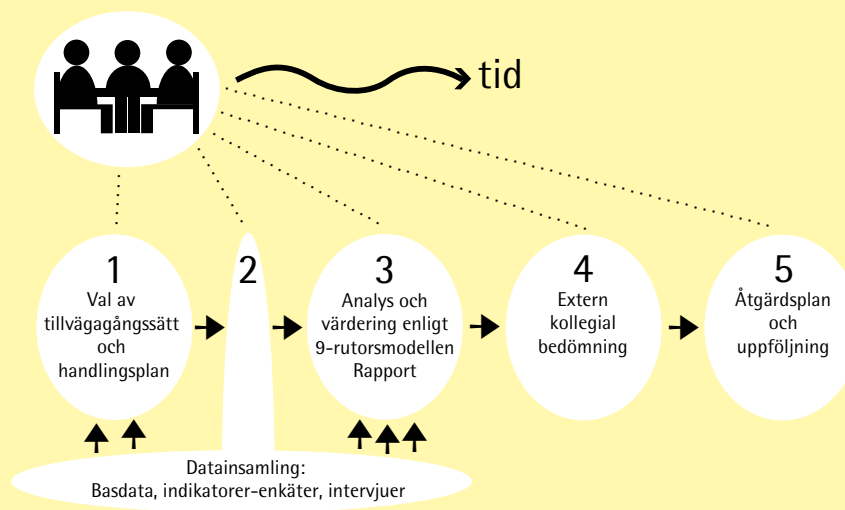 tid
1
Val av
tillvägagångssätt
och
handlingsplan
2
3
Analys och
värdering enligt
9-rutorsmodellen
Rapport
4
Extern
kollegial
bedömning
5
Åtgärdsplan
och
uppföljning
Datainsamling:
Basdata, indikatorer-enkäter, intervjuer